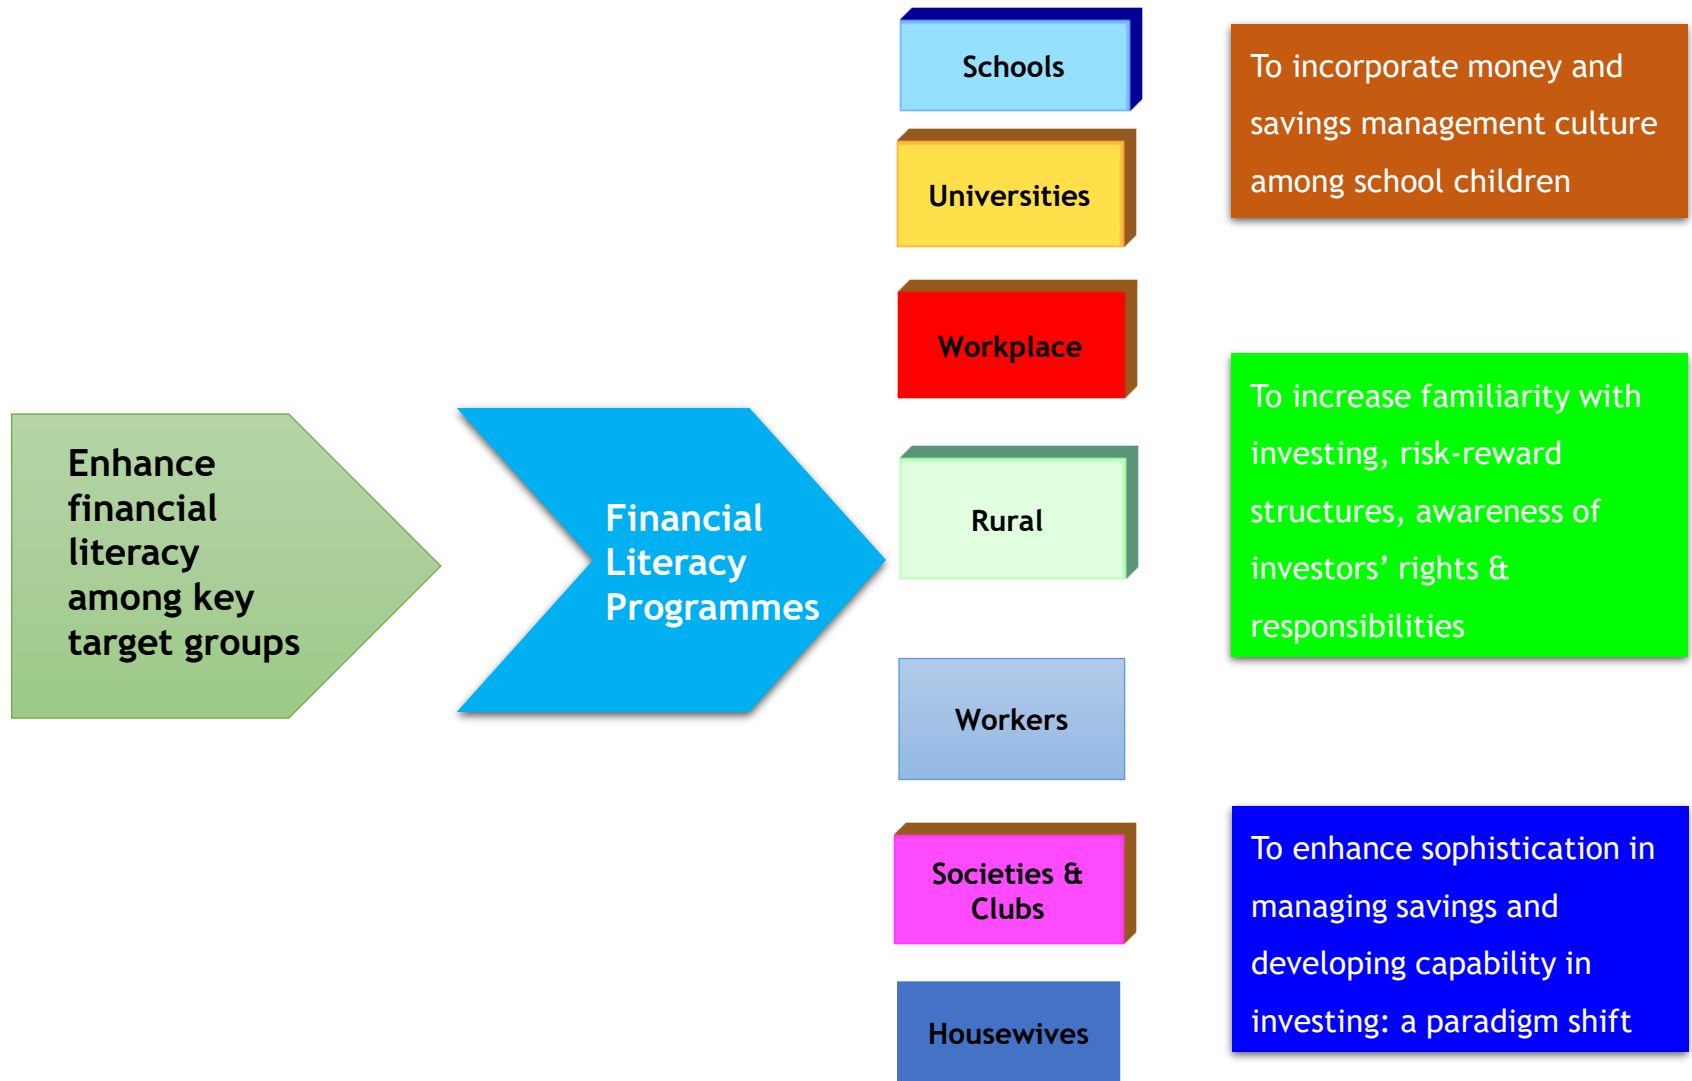 Enhance
financial
literacy
among key
target groups
Financial
Literacy
Programmes
Schools
Universities
Workplace
Rural
Workers
Societies &
Clubs
Housewives
To incorporate money and
savings management culture
among school children
To increase familiarity with
investing, risk-reward
structures, awareness of
investors’ rights &
responsibilities
To enhance sophistication in
managing savings and
developing capability in
investing: a paradigm shift